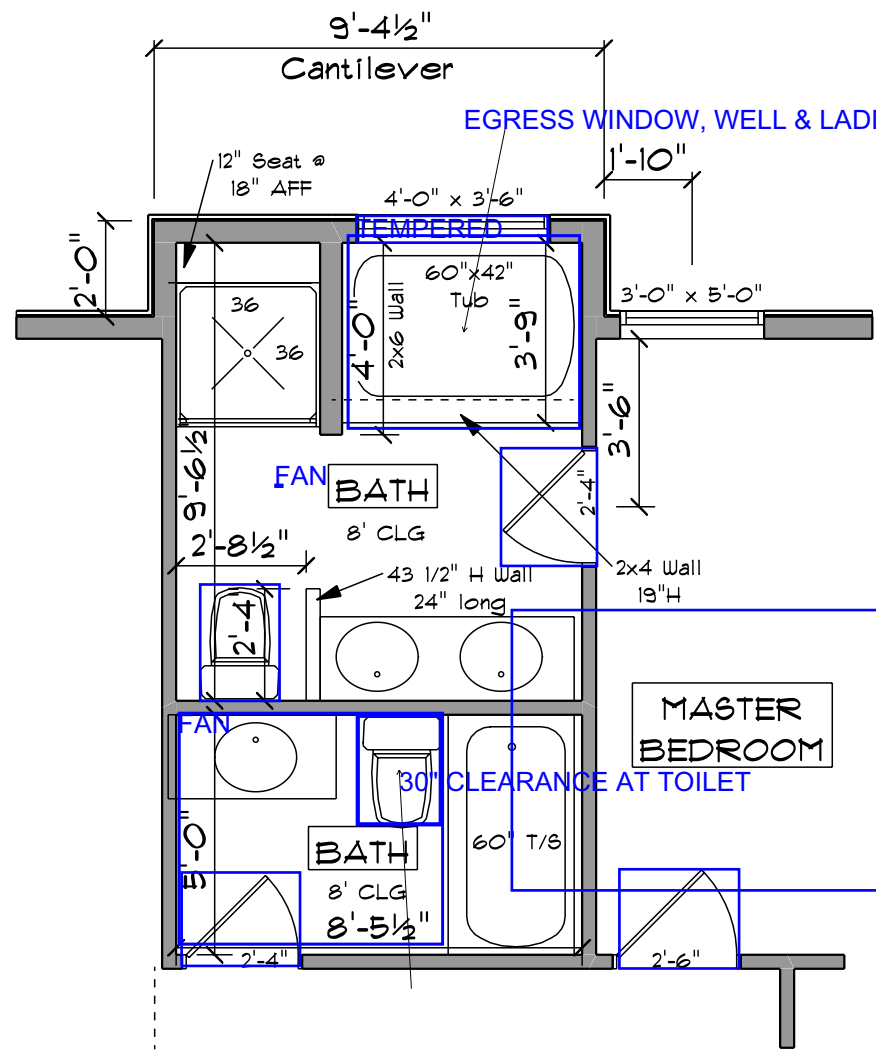 9'-4½"
Cantilever
EGRESS WINDOW, WELL & LADD
1'-10"
12" Seat @
18" AFF
4'-0" x 3'-6"
TEMPERED
2'-0"
60"x42"
Tub
3'-0" x 5'-0"
36
36
4'-0"
2x6 Wall
3'-9"
3'-6"
9'-6½
FAN
BATH
8' CLG
2'-4"
2'-8½"
43 1/2" H Wall
24" long
2x4 Wall
19"H
2'-4"
MASTER
BEDROOM
FAN
30" CLEARANCE AT TOILET
5'-0"
BATH
8' CLG
60" T/S
8'-5½"
2'-4"
2'-6"